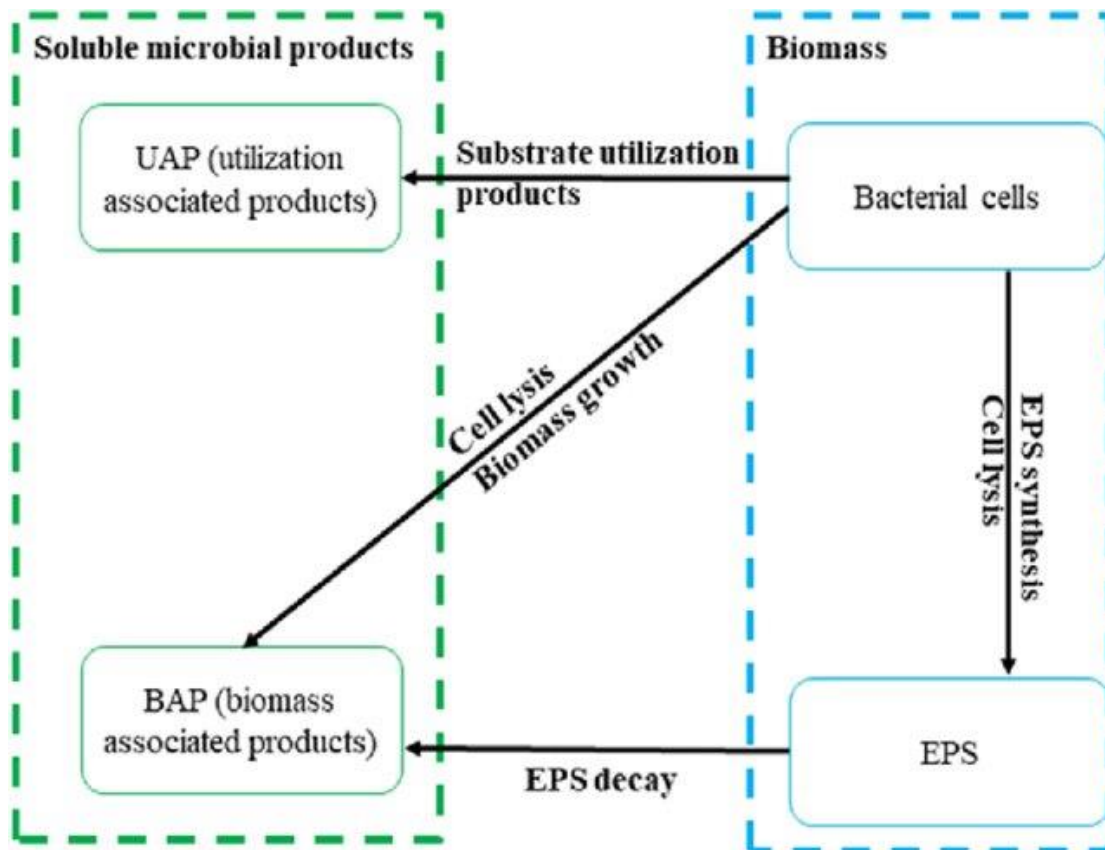 Soluble microbial products
Biomass
UAP (utilization
associated products)
Substrate utilization
products
Bacterial cells
Cell lysis
Biomass growth
EPS synthesis
Cell lysis
BAP (biomass
associated products)
EPS decay
EPS